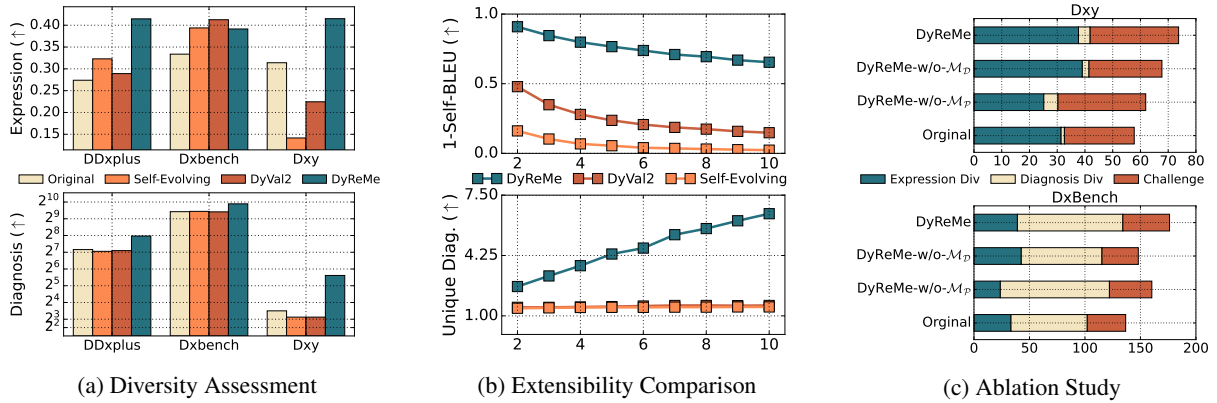 Expression (↑)
0.40
0.35
0.30
0.25
0.20
0.15
DDxplus
Dxbench
Dxy
Original
Self-Evolving
DyVal2
DyReMe
Diagnosis (↑)
2^10
2^9
2^8
2^7
2^6
2^5
2^4
2^3
2^2
DDxplus
Dxbench
Dxy
(a) Diversity Assessment
1-Self-BLEU (↑)
1.0
0.5
0.0
2 4 6 8 10
DyReMe
DyVal2
Self-Evolving
Unique Diag. (↑)
7.50
4.25
1.00
2 4 6 8 10
(b) Extensibility Comparison
Dxy
DyReMe
DyReMe-w/o-M_D
DyReMe-w/o-M_P
Orginal
0 10 20 30 40 50 60 70 80
Expression Div
Diagnosis Div
Challenge
DxBench
DyReMe
DyReMe-w/o-M_D
DyReMe-w/o-M_P
Orginal
0 50 100 150 200
(c) Ablation Study